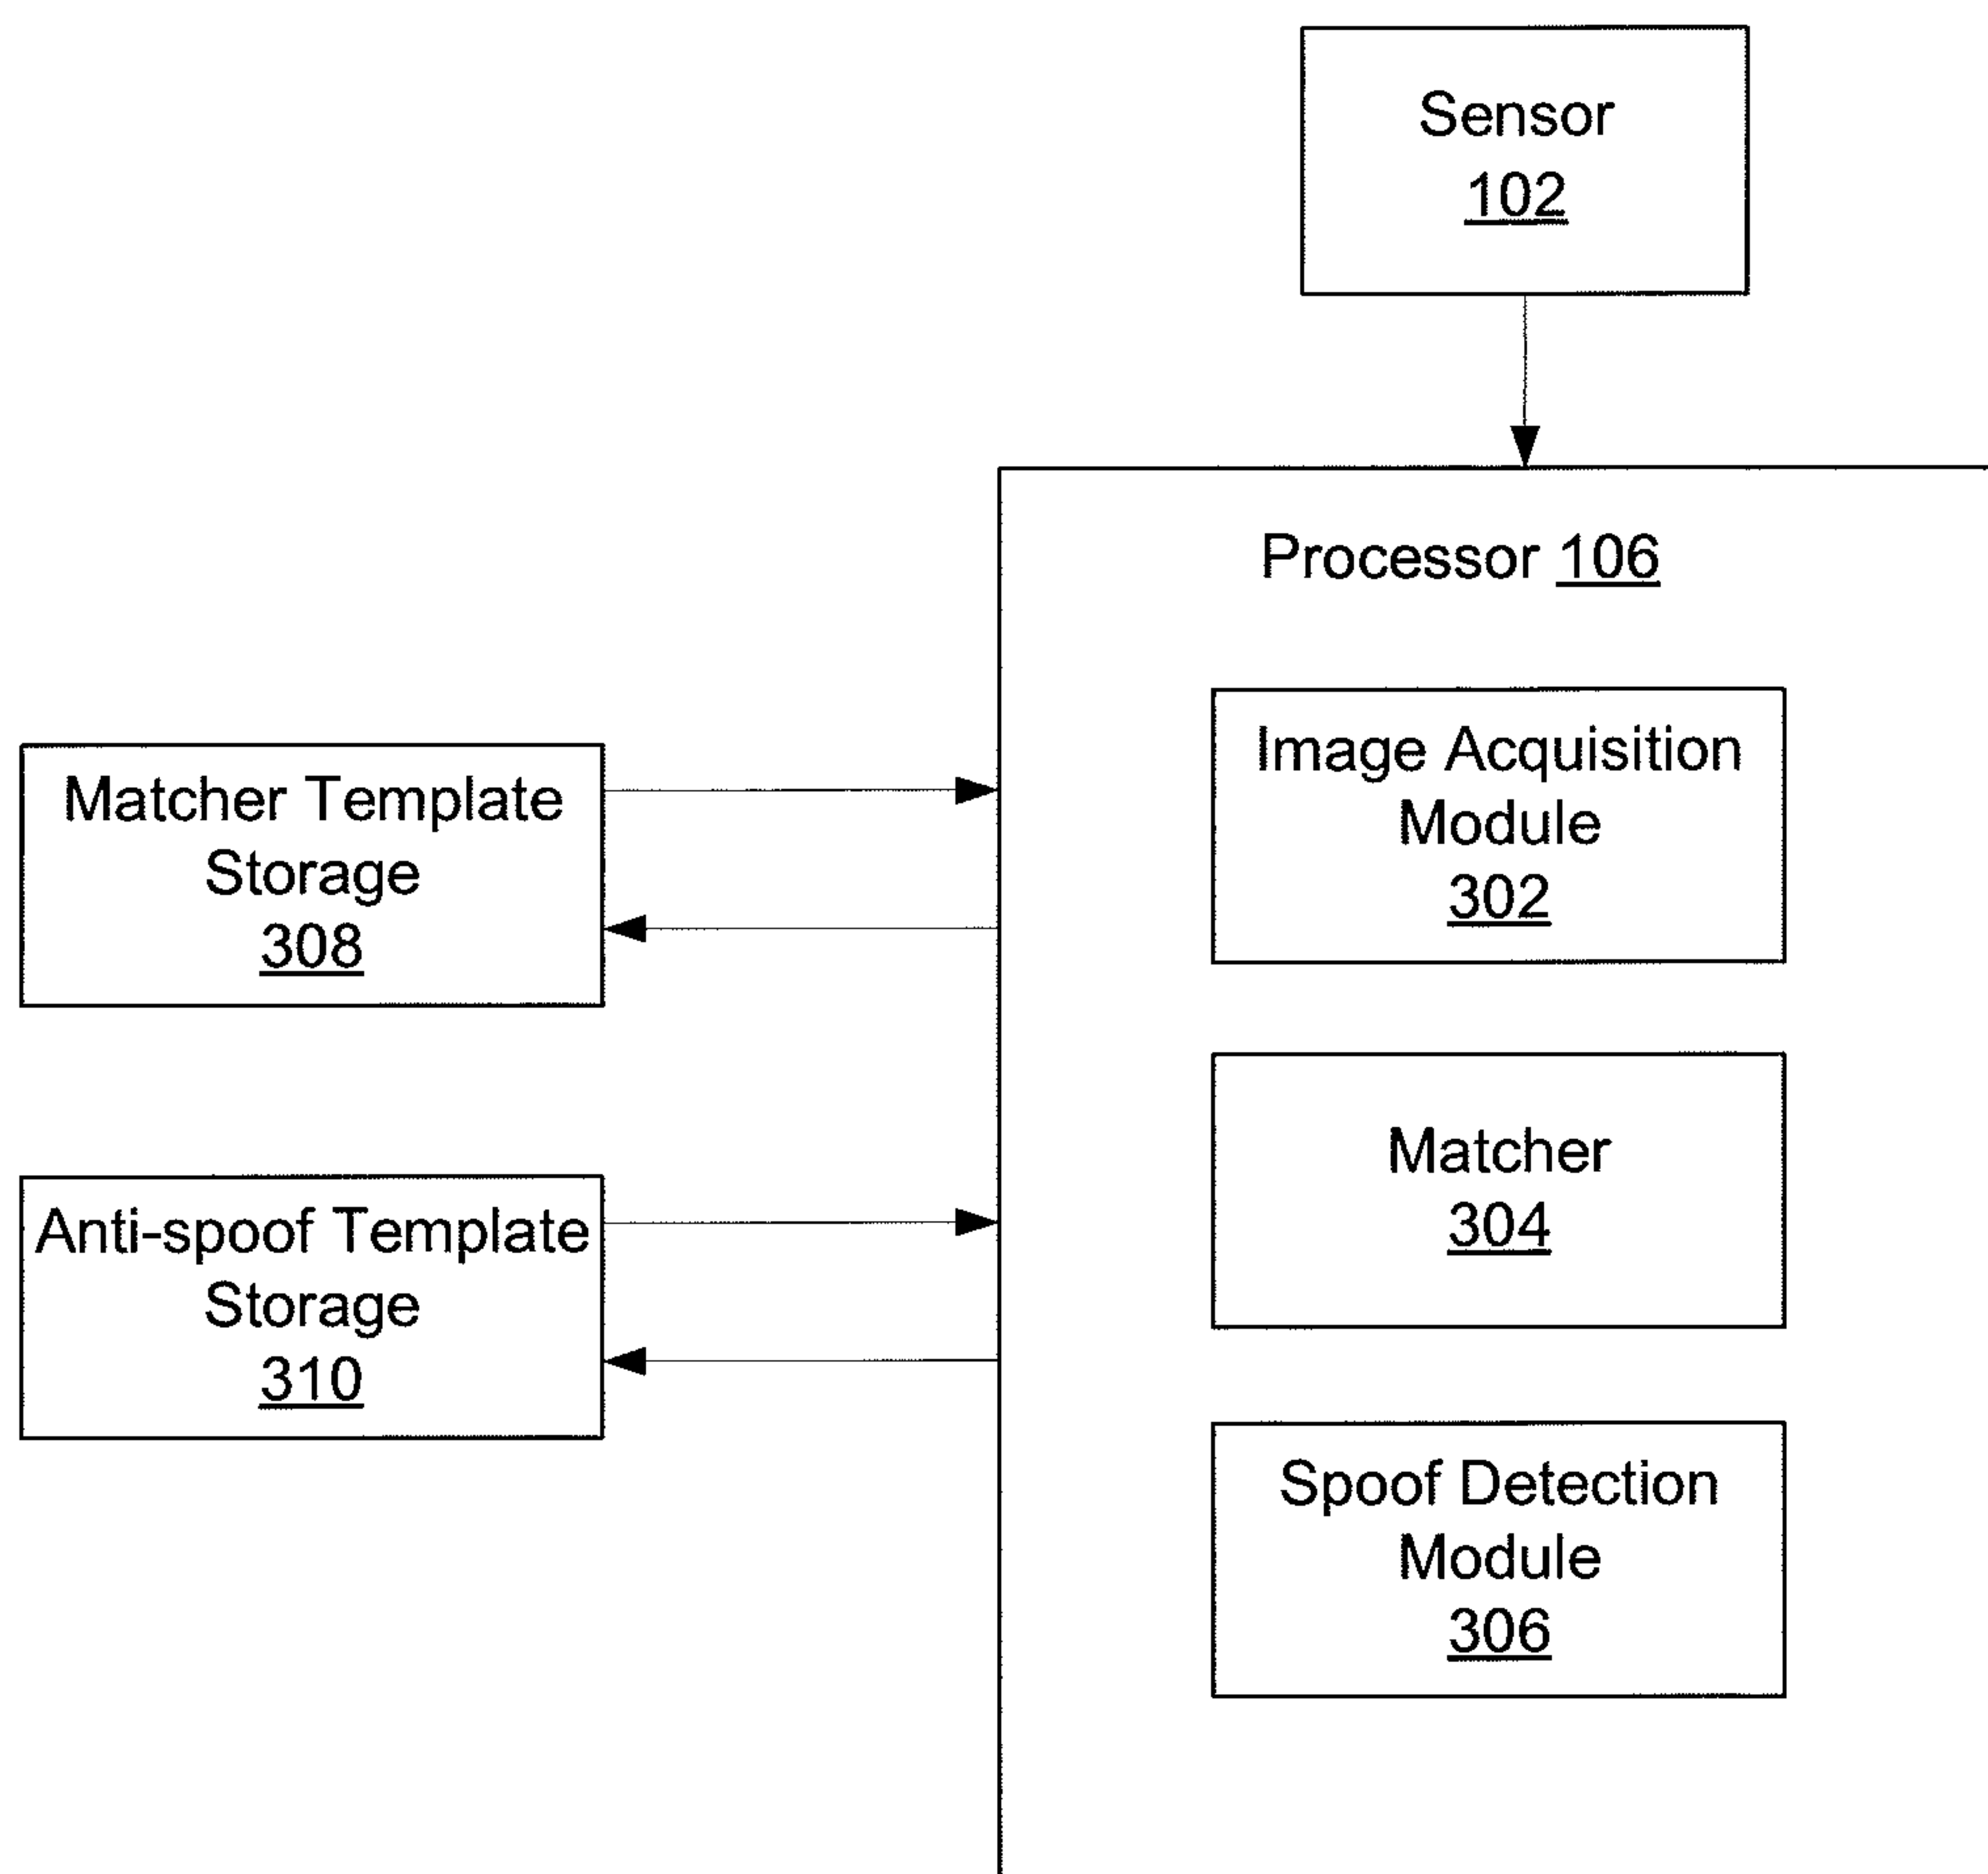 Sensor
102
Processor 106
Image Acquisition
Module
302
Matcher Template
Storage
308
Matcher
304
Anti-spoof Template
Storage
310
Spoof Detection
Module
306